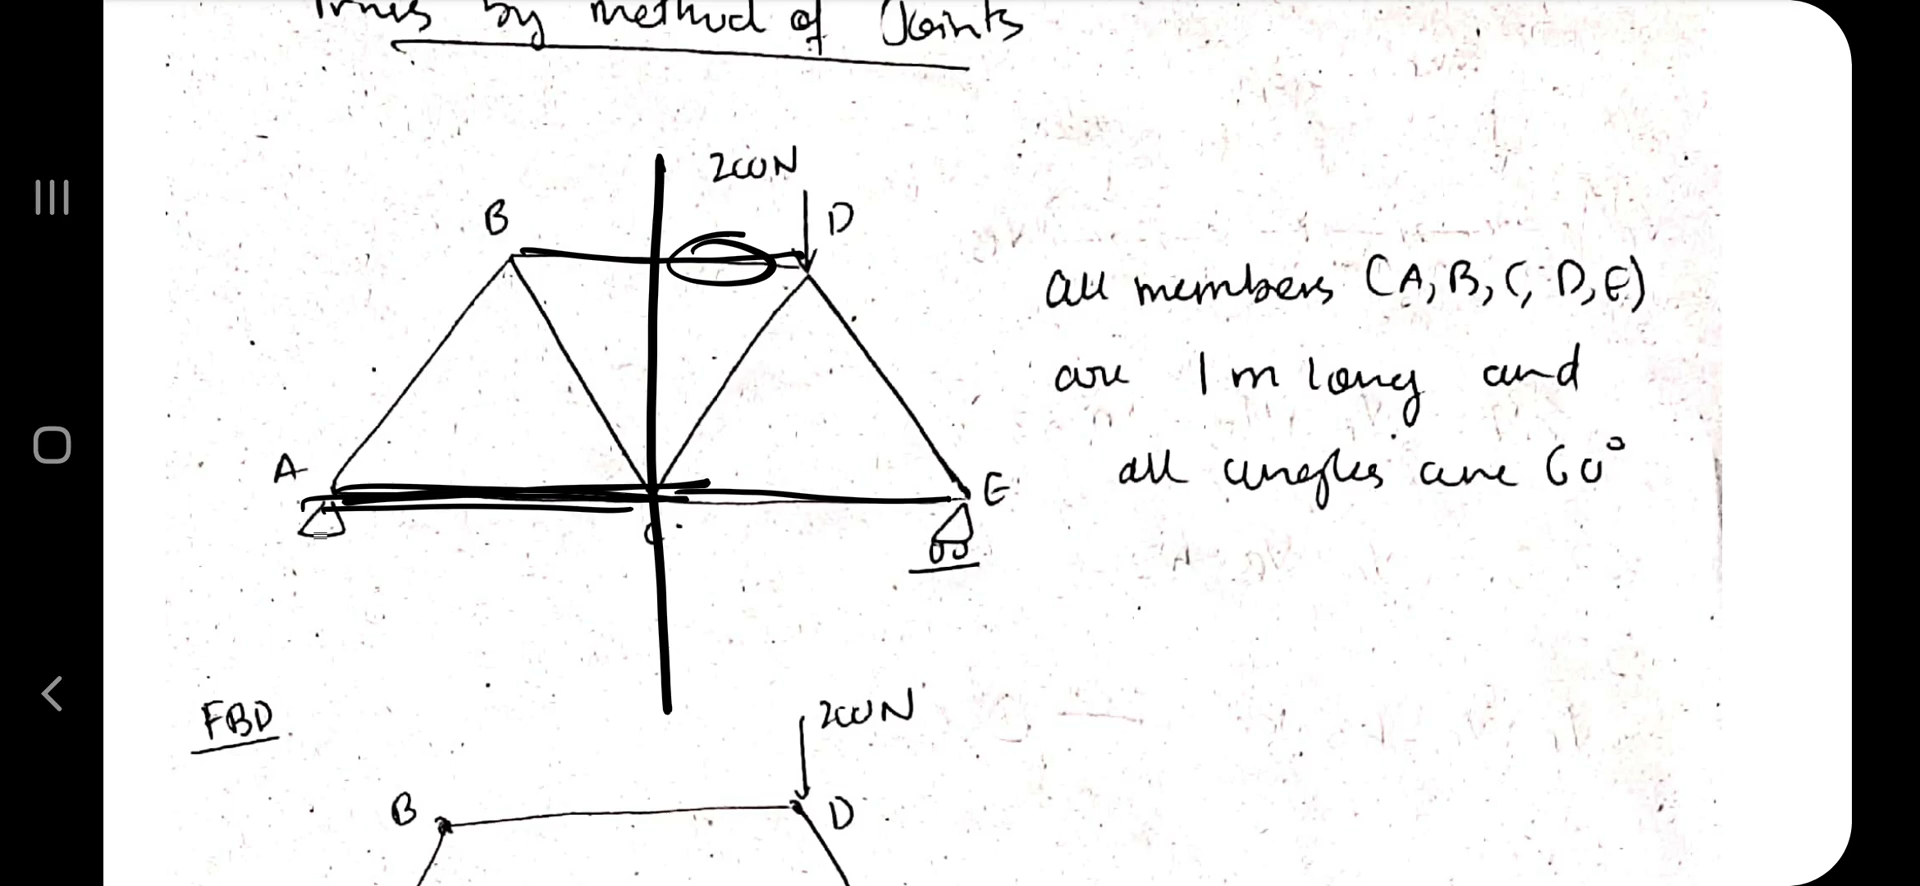 by method of Joints
200N
B
D
all members (A, B, C, D, E)
are 1m long and
all angles are 60°
A
E
C
FBD
200N
B
D